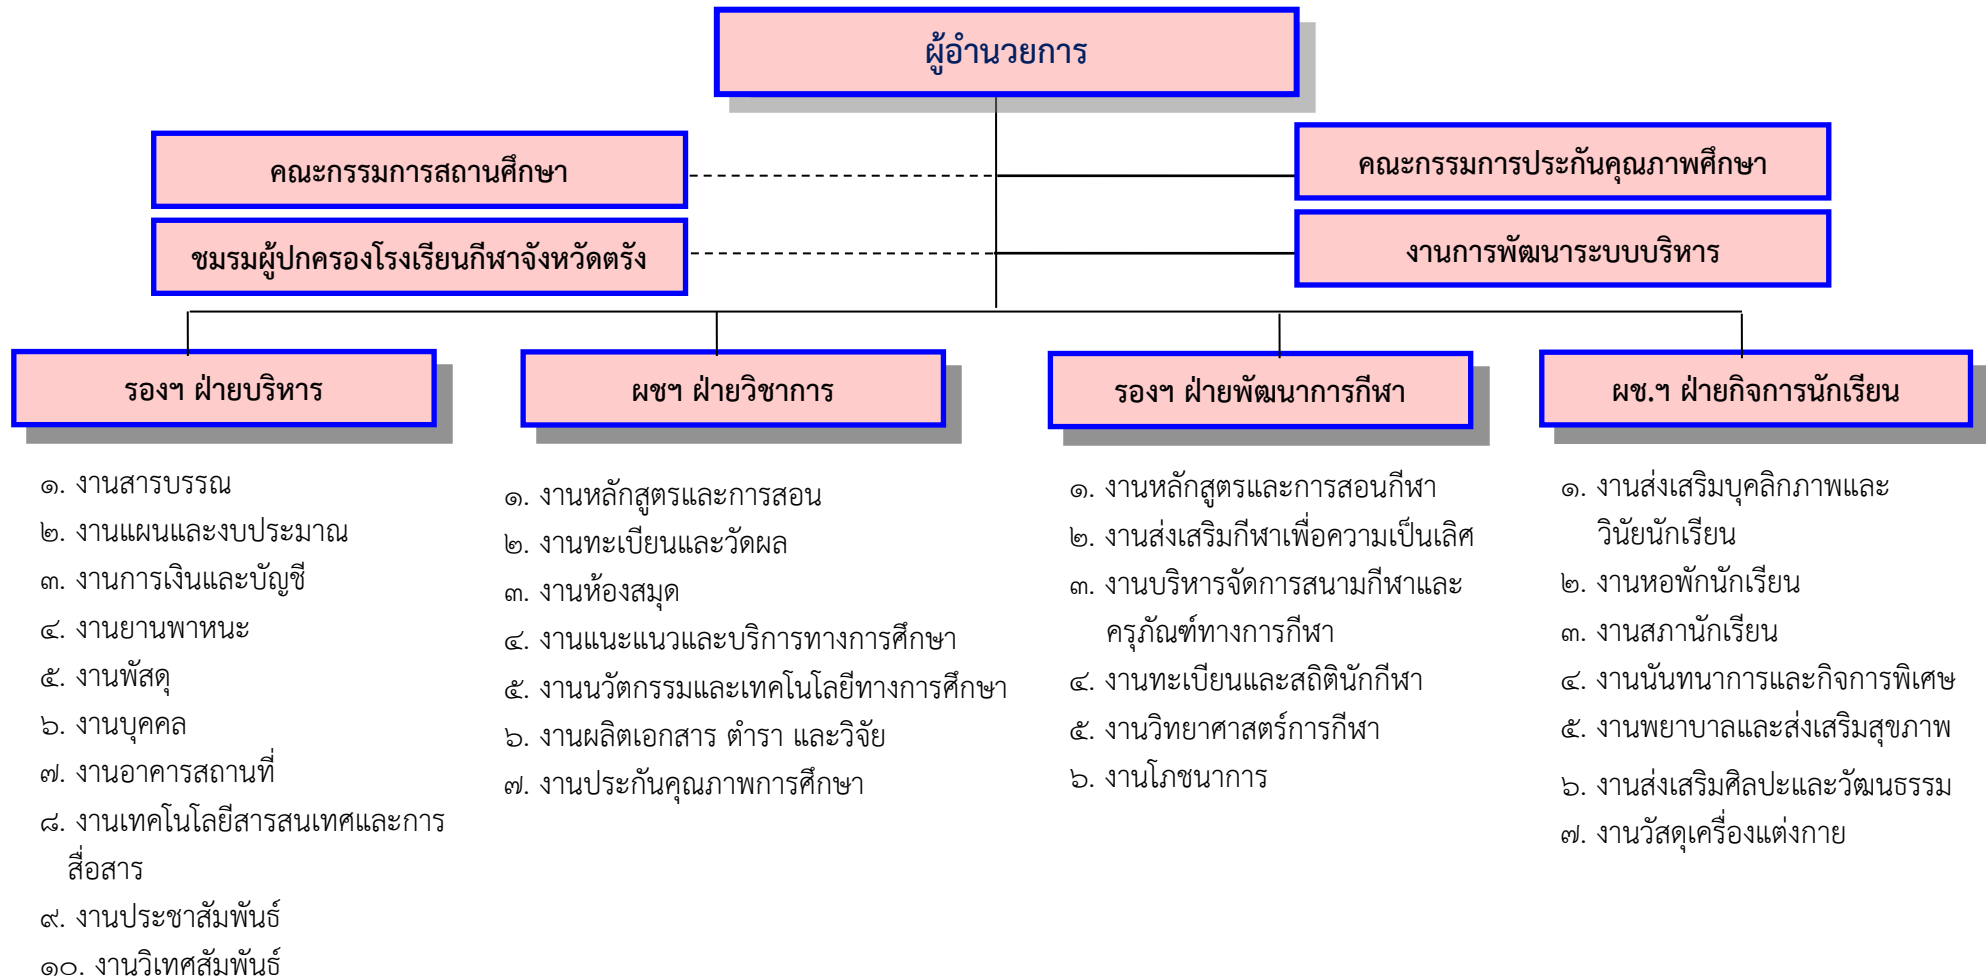 ผู้อำนวยการ
คณะกรรมการสถานศึกษา
คณะกรรมการประกันคุณภาพศึกษา
ชมรมผู้ปกครองโรงเรียนกีฬาจังหวัดตรัง
งานการพัฒนาระบบบริหาร
รองฯ ฝ่ายบริหาร
๑. งานสารบรรณ
๒. งานแผนและงบประมาณ
๓. งานการเงินและบัญชี
๔. งานยานพาหนะ
๕. งานพัสดุ
๖. งานบุคคล
๗. งานอาคารสถานที่
๘. งานเทคโนโลยีสารสนเทศและการ
สื่อสาร
๙. งานประชาสัมพันธ์
๑๐. งานวิเทศสัมพันธ์
ผชฯ ฝ่ายวิชาการ
๑. งานหลักสูตรและการสอน
๒. งานทะเบียนและวัดผล
๓. งานห้องสมุด
๔. งานแนะแนวและบริการทางการศึกษา
๕. งานนวัตกรรมและเทคโนโลยีทางการศึกษา
๖. งานผลิตเอกสาร ตำรา และวิจัย
๗. งานประกันคุณภาพการศึกษา
รองฯ ฝ่ายพัฒนาการกีฬา
๑. งานหลักสูตรและการสอนกีฬา
๒. งานส่งเสริมกีฬาเพื่อความเป็นเลิศ
๓. งานบริหารจัดการสนามกีฬาและ
ครุภัณฑ์ทางการกีฬา
๔. งานทะเบียนและสถิตินักกีฬา
๕. งานวิทยาศาสตร์การกีฬา
๖. งานโภชนาการ
ผช.ฯ ฝ่ายกิจการนักเรียน
๑. งานส่งเสริมบุคลิกภาพและ
วินัยนักเรียน
๒. งานหอพักนักเรียน
๓. งานสภานักเรียน
๔. งานนันทนาการและกิจการพิเศษ
๕. งานพยาบาลและส่งเสริมสุขภาพ
๖. งานส่งเสริมศิลปะและวัฒนธรรม
๗. งานวัสดุเครื่องแต่งกาย